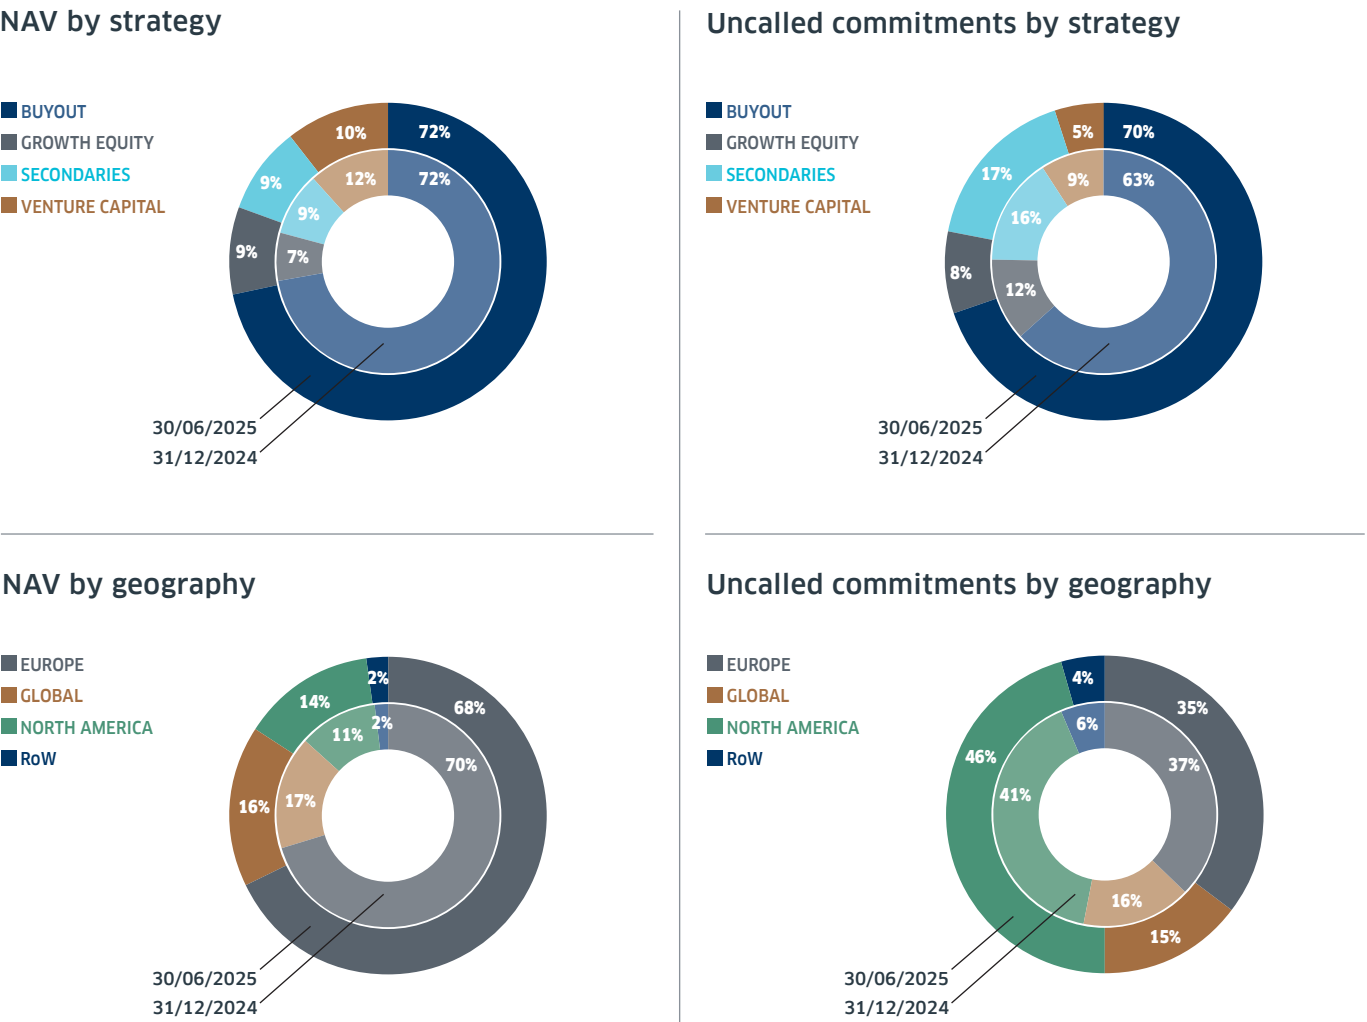 NAV by strategy
BUYOUT
GROWTH EQUITY
SECONDARIES
VENTURE CAPITAL
10%
72%
9%
12%
72%
9%
9%
7%
30/06/2025
31/12/2024
Uncalled commitments by strategy
BUYOUT
GROWTH EQUITY
SECONDARIES
VENTURE CAPITAL
5%
70%
17%
9%
63%
16%
8%
12%
30/06/2025
31/12/2024
NAV by geography
EUROPE
GLOBAL
NORTH AMERICA
RoW
2%
14%
68%
2%
11%
70%
16%
17%
30/06/2025
31/12/2024
Uncalled commitments by geography
EUROPE
GLOBAL
NORTH AMERICA
RoW
4%
35%
6%
46%
37%
41%
16%
15%
30/06/2025
31/12/2024